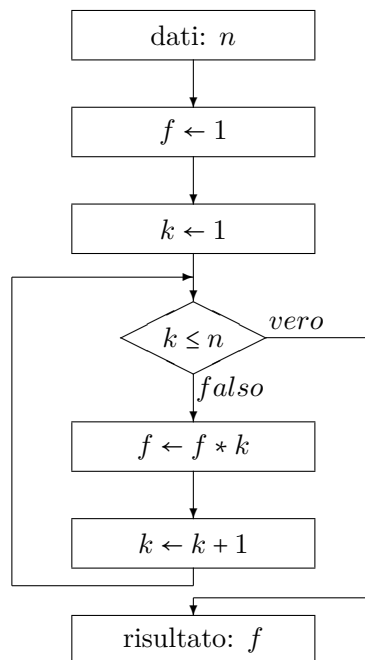 dati: n
f ← 1
k ← 1
k ≤ n
vero
falso
f ← f * k
k ← k + 1
risultato: f